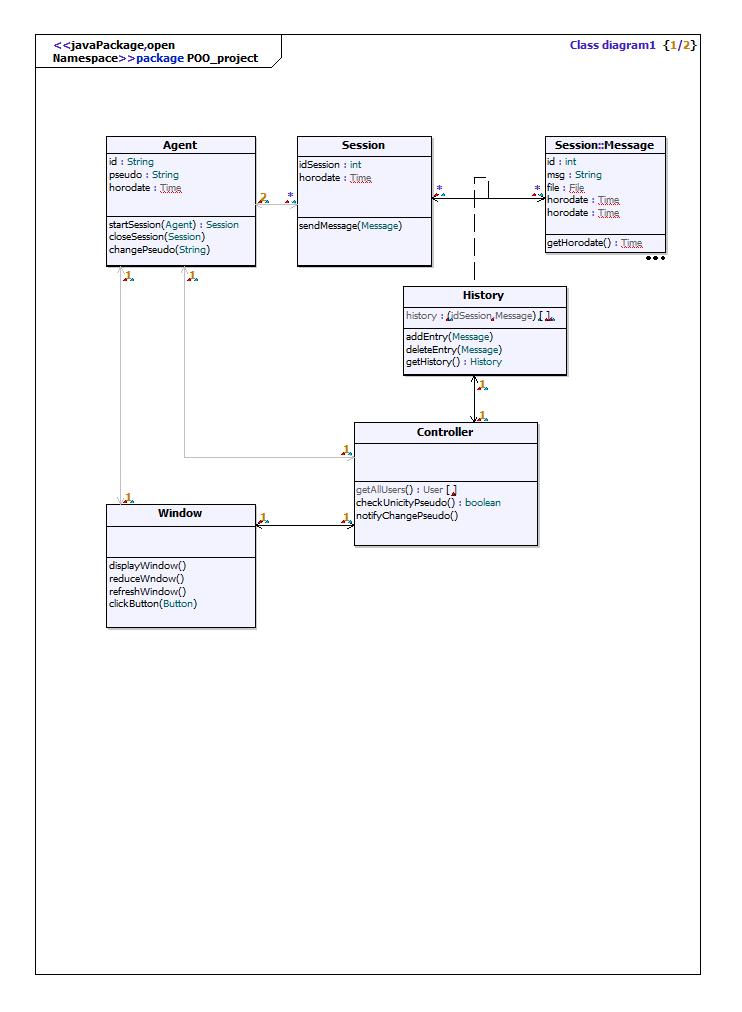 <<javaPackage,open
Namespace>>package POO_project
Class diagram1 {1/2}
Agent
id : String
pseudo : String
horodate : Time
startSession(Agent) : Session
closeSession(Session)
changePseudo(String)
2
*
Session
idSession : int
horodate : Time
sendMessage(Message)
*
*
Session::Message
id : int
msg : String
file : File
horodate : Time
horodate : Time
getHorodate() : Time
1
1
History
history : (idSession,Message) [ ],
addEntry(Message)
deleteEntry(Message)
getHistory() : History
1
1
Controller
1
getAllUsers() : User [ ]
checkUnicityPseudo() : boolean
notifyChangePseudo()
1
Window
1
1
displayWindow()
reduceWndow()
refreshWindow()
clickButton(Button)